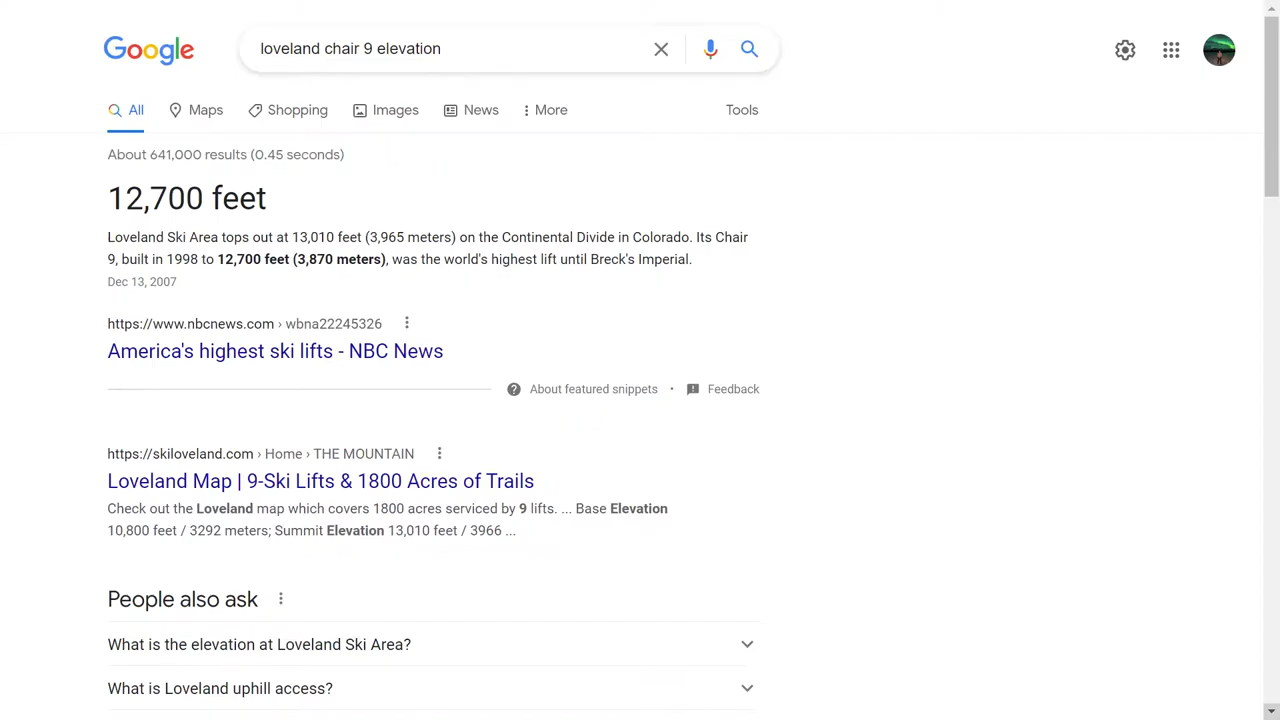 Google
loveland chair 9 elevation
All
Maps
Shopping
Images
News
More
Tools
About 641,000 results (0.45 seconds)
12,700 feet
Loveland Ski Area tops out at 13,010 feet (3,965 meters) on the Continental Divide in Colorado. Its Chair
9, built in 1998 to 12,700 feet (3,870 meters), was the world's highest lift until Breck's Imperial.
Dec 13, 2007
https://www.nbcnews.com › wbna22245326
America's highest ski lifts - NBC News
About featured snippets • Feedback
https://skiloveland.com › Home › THE MOUNTAIN
Loveland Map | 9-Ski Lifts & 1800 Acres of Trails
Check out the Loveland map which covers 1800 acres serviced by 9 lifts. ... Base Elevation
10,800 feet / 3292 meters; Summit Elevation 13,010 feet / 3966 ...
People also ask
What is the elevation at Loveland Ski Area?
What is Loveland uphill access?